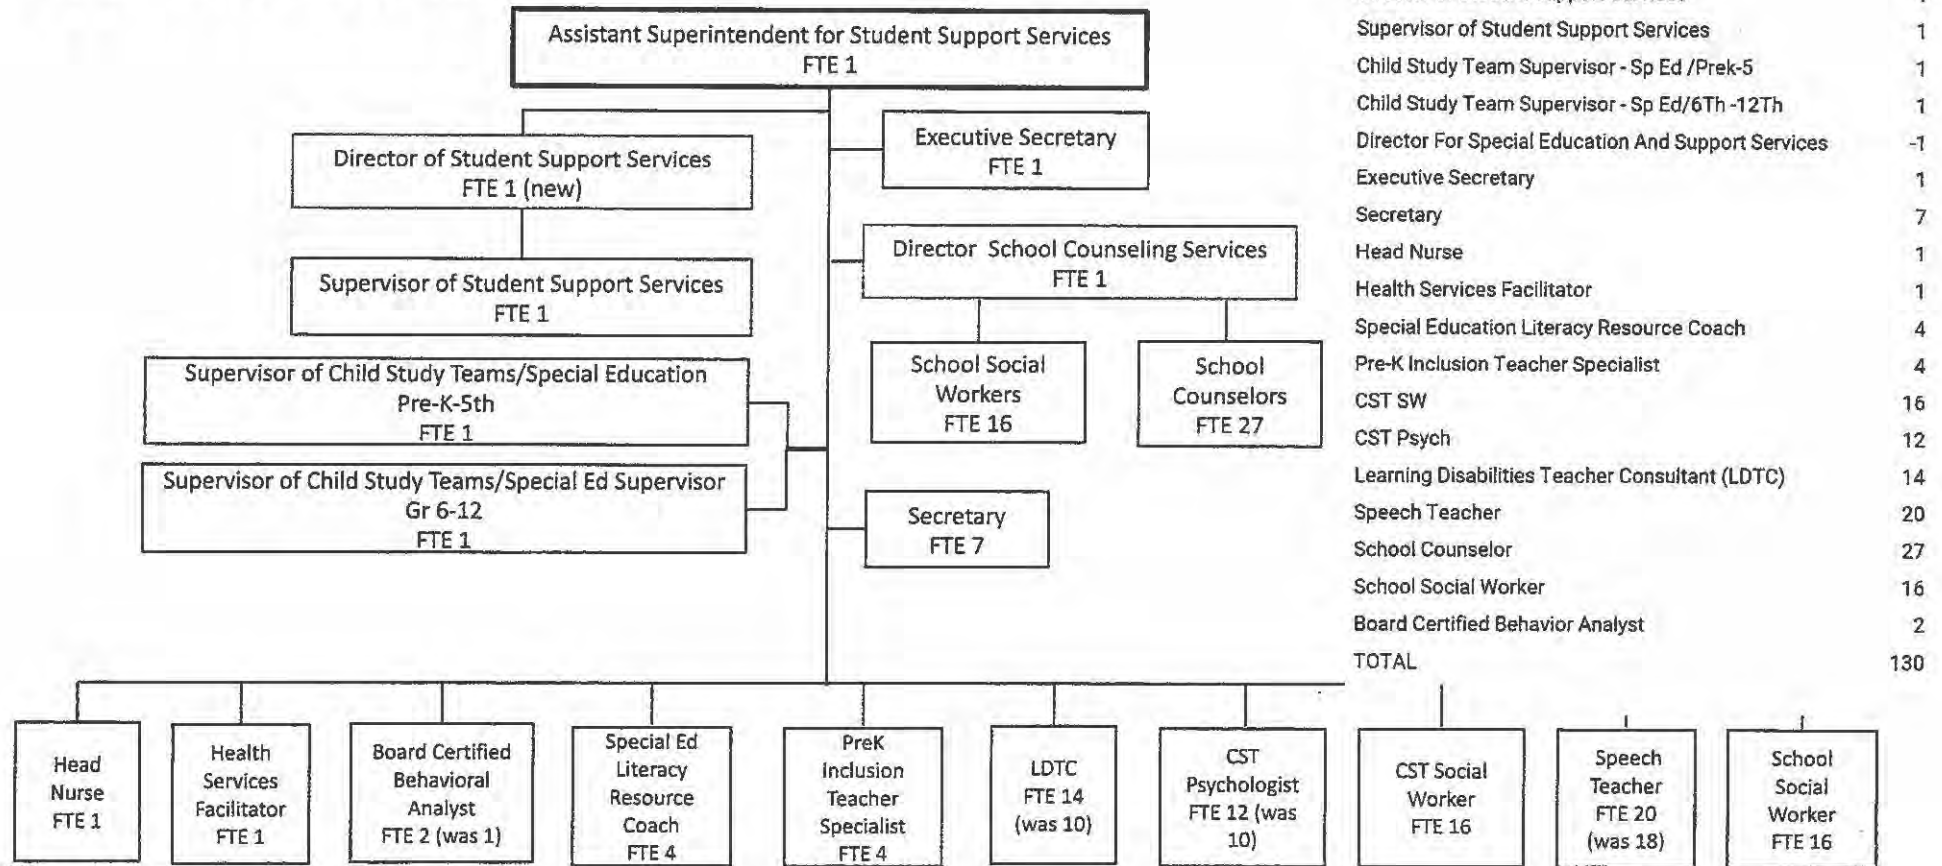 Assistant Superintendent for Student Support Services
FTE 1
Director of Student Support Services
FTE 1 (new)
Executive Secretary
FTE 1
Supervisor of Student Support Services
FTE 1
Director School Counseling Services
FTE 1
School Social
Workers
FTE 16
School
Counselors
FTE 27
Supervisor of Child Study Teams/Special Education
Pre-K-5th
FTE 1
Supervisor of Child Study Teams/Special Ed Supervisor
Gr 6-12
FTE 1
Secretary
FTE 7
Head
Nurse
FTE 1
Health
Services
Facilitator
FTE 1
Board Certified
Behavioral
Analyst
FTE 2 (was 1)
Special Ed
Literacy
Resource
Coach
FTE 4
PreK
Inclusion
Teacher
Specialist
FTE 4
LDTC
FTE 14
(was 10)
CST
Psychologist
FTE 12 (was
10)
CST Social
Worker
FTE 16
Speech
Teacher
FTE 20
(was 18)
School
Social
Worker
FTE 16
Supervisor of Student Support Services 1
Child Study Team Supervisor - Sp Ed /Prek-5 1
Child Study Team Supervisor - Sp Ed/6Th -12Th 1
Director For Special Education And Support Services -1
Executive Secretary 1
Secretary 7
Head Nurse 1
Health Services Facilitator 1
Special Education Literacy Resource Coach 4
Pre-K Inclusion Teacher Specialist 4
CST SW 16
CST Psych 12
Learning Disabilities Teacher Consultant (LDTC) 14
Speech Teacher 20
School Counselor 27
School Social Worker 16
Board Certified Behavior Analyst 2
TOTAL 130